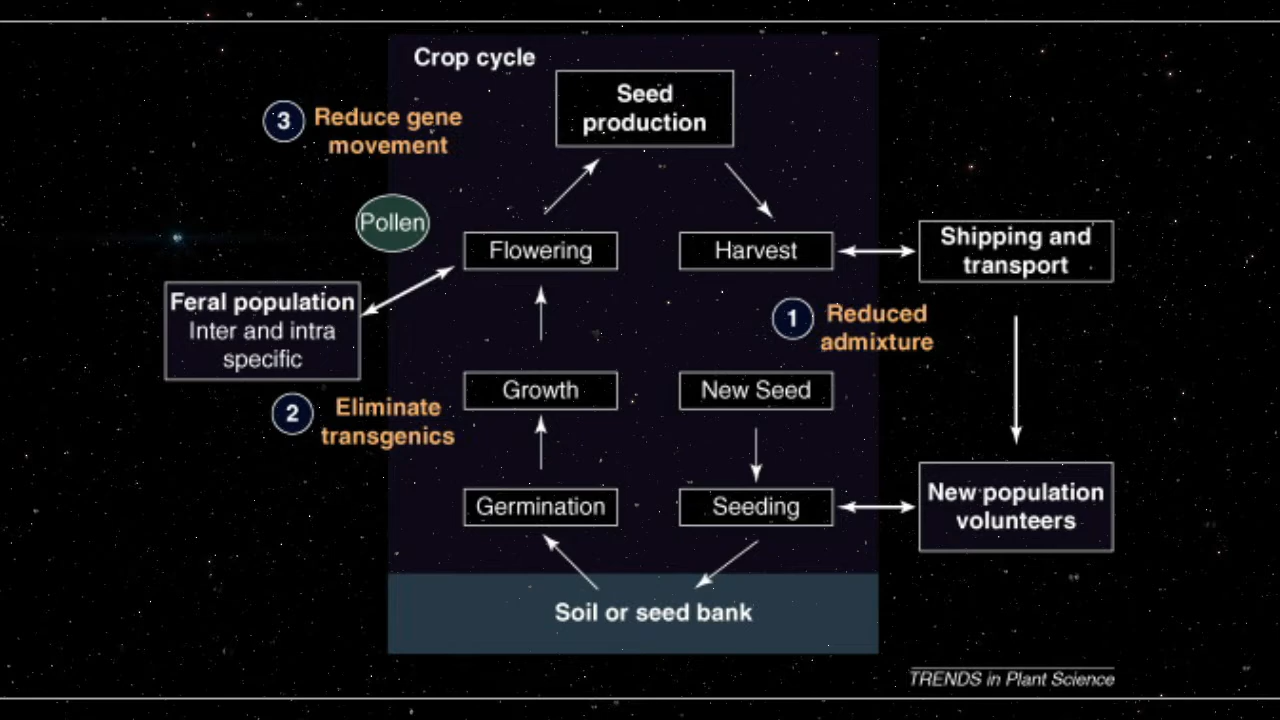 Crop cycle
Seed
production
3
Reduce gene
movement
Pollen
Flowering
Harvest
Shipping and
transport
Feral population
Inter and intra
specific
1
Reduced
admixture
Growth
New Seed
2
Eliminate
transgenics
Germination
Seeding
New population
volunteers
Soil or seed bank
TRENDS in Plant Science